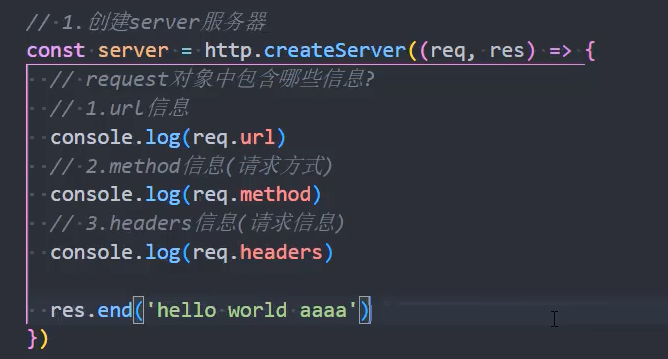 // 1.创建server服务器
const server = http.createServer((req, res) => {
// request对象中包含哪些信息?
// 1.url信息
console.log(req.url)
// 2.method信息(请求方式)
console.log(req.method)
// 3.headers信息(请求信息)
console.log(req.headers)
res.end('hello world aaaa')
})